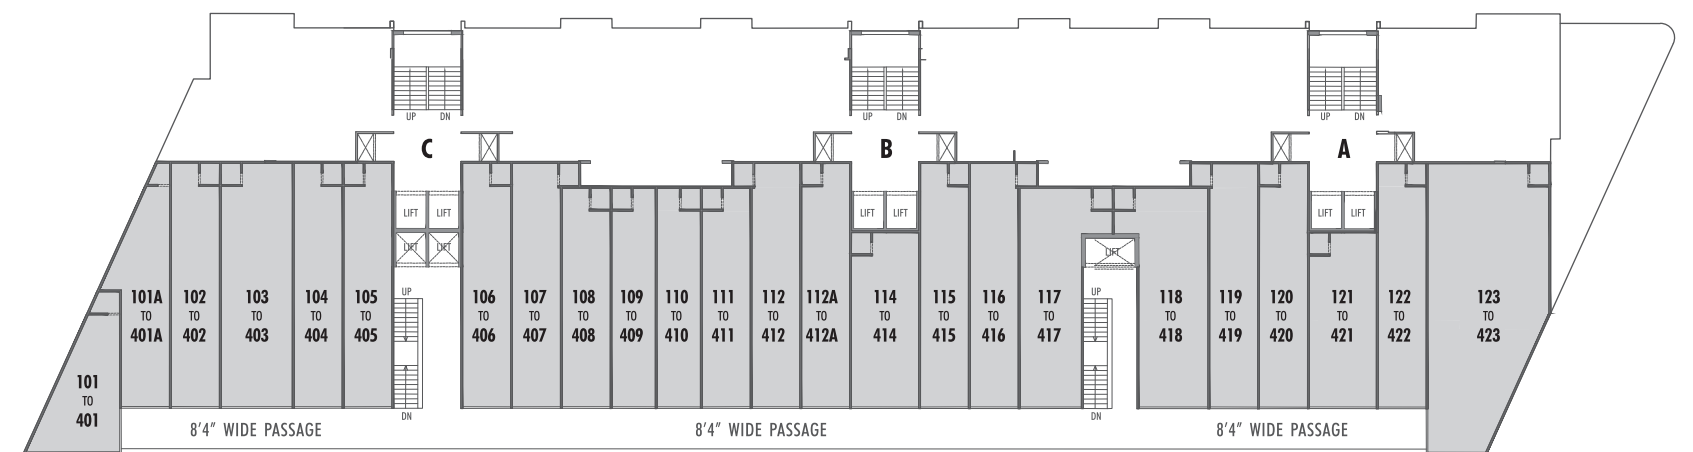 UP DN
UP DN
UP DN
C
B
A
LIFT LIFT
LIFT LIFT
LIFT LIFT
LIFT LIFT
LIFT
UP
UP
101A
TO
401A
102
TO
402
103
TO
403
104
TO
404
105
TO
405
106
TO
406
107
TO
407
108
TO
408
109
TO
409
110
TO
410
111
TO
411
112
TO
412
112A
TO
412A
114
TO
414
115
TO
415
116
TO
416
117
TO
417
118
TO
418
119
TO
419
120
TO
420
121
TO
421
122
TO
422
123
TO
423
101
TO
401
DN
DN
8'4" WIDE PASSAGE
8'4" WIDE PASSAGE
8'4" WIDE PASSAGE